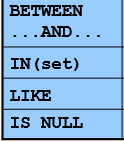 BETWEEN
...AND...
IN(set)
LIKE
IS NULL